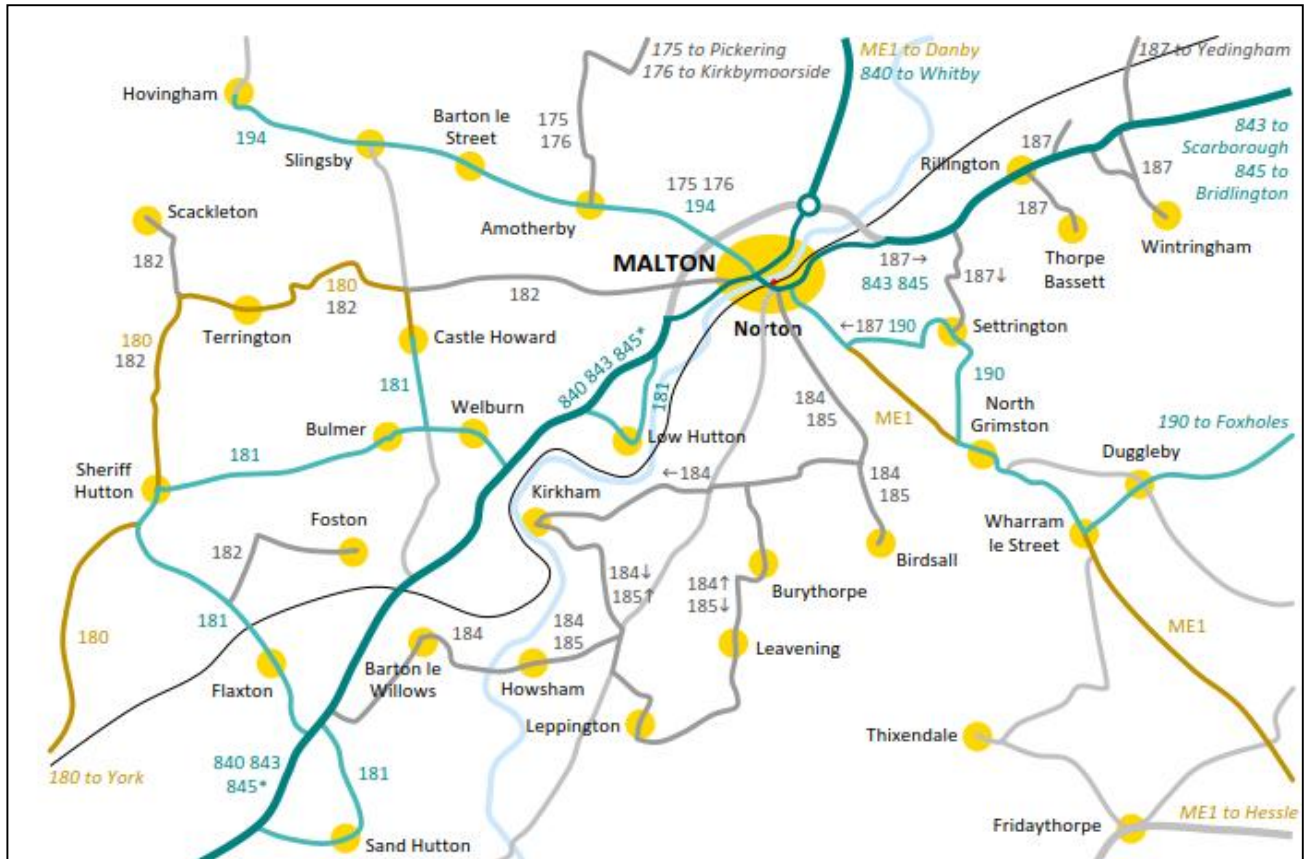 175 to Pickering
176 to Kirkbymoorside
ME1 to Danby
840 to Whitby
187 to Yedingham
Hovingham
194
Slingsby
Barton le
Street
175
176
Amotherby
175 176
194
187
Rillington
187
187
843 to
Scarborough
845 to
Bridlington
Scackleton
182
MALTON
Thorpe
Bassett
Wintringham
187→
843 845
187↓
180
182
Terrington
182
Norton
←187 190
Settrington
180
182
Castle Howard
840 843 845*
181
181
190
ME1
North
Grimston
Welburn
Bulmer
184
185
Low Hutton
190 to Foxholes
181
Duggleby
←184
184
185
Sheriff
Hutton
Kirkham
Foston
Wharram
le Street
182
Birdsall
184↓
185↑
184↑
185↓
Burythorpe
181
184
184
185
180
Leavening
ME1
Flaxton
Barton le
Willows
Howsham
Leppington
Thixendale
180 to York
840 843
845*
181
ME1 to Hessle
Fridaythorpe
Sand Hutton